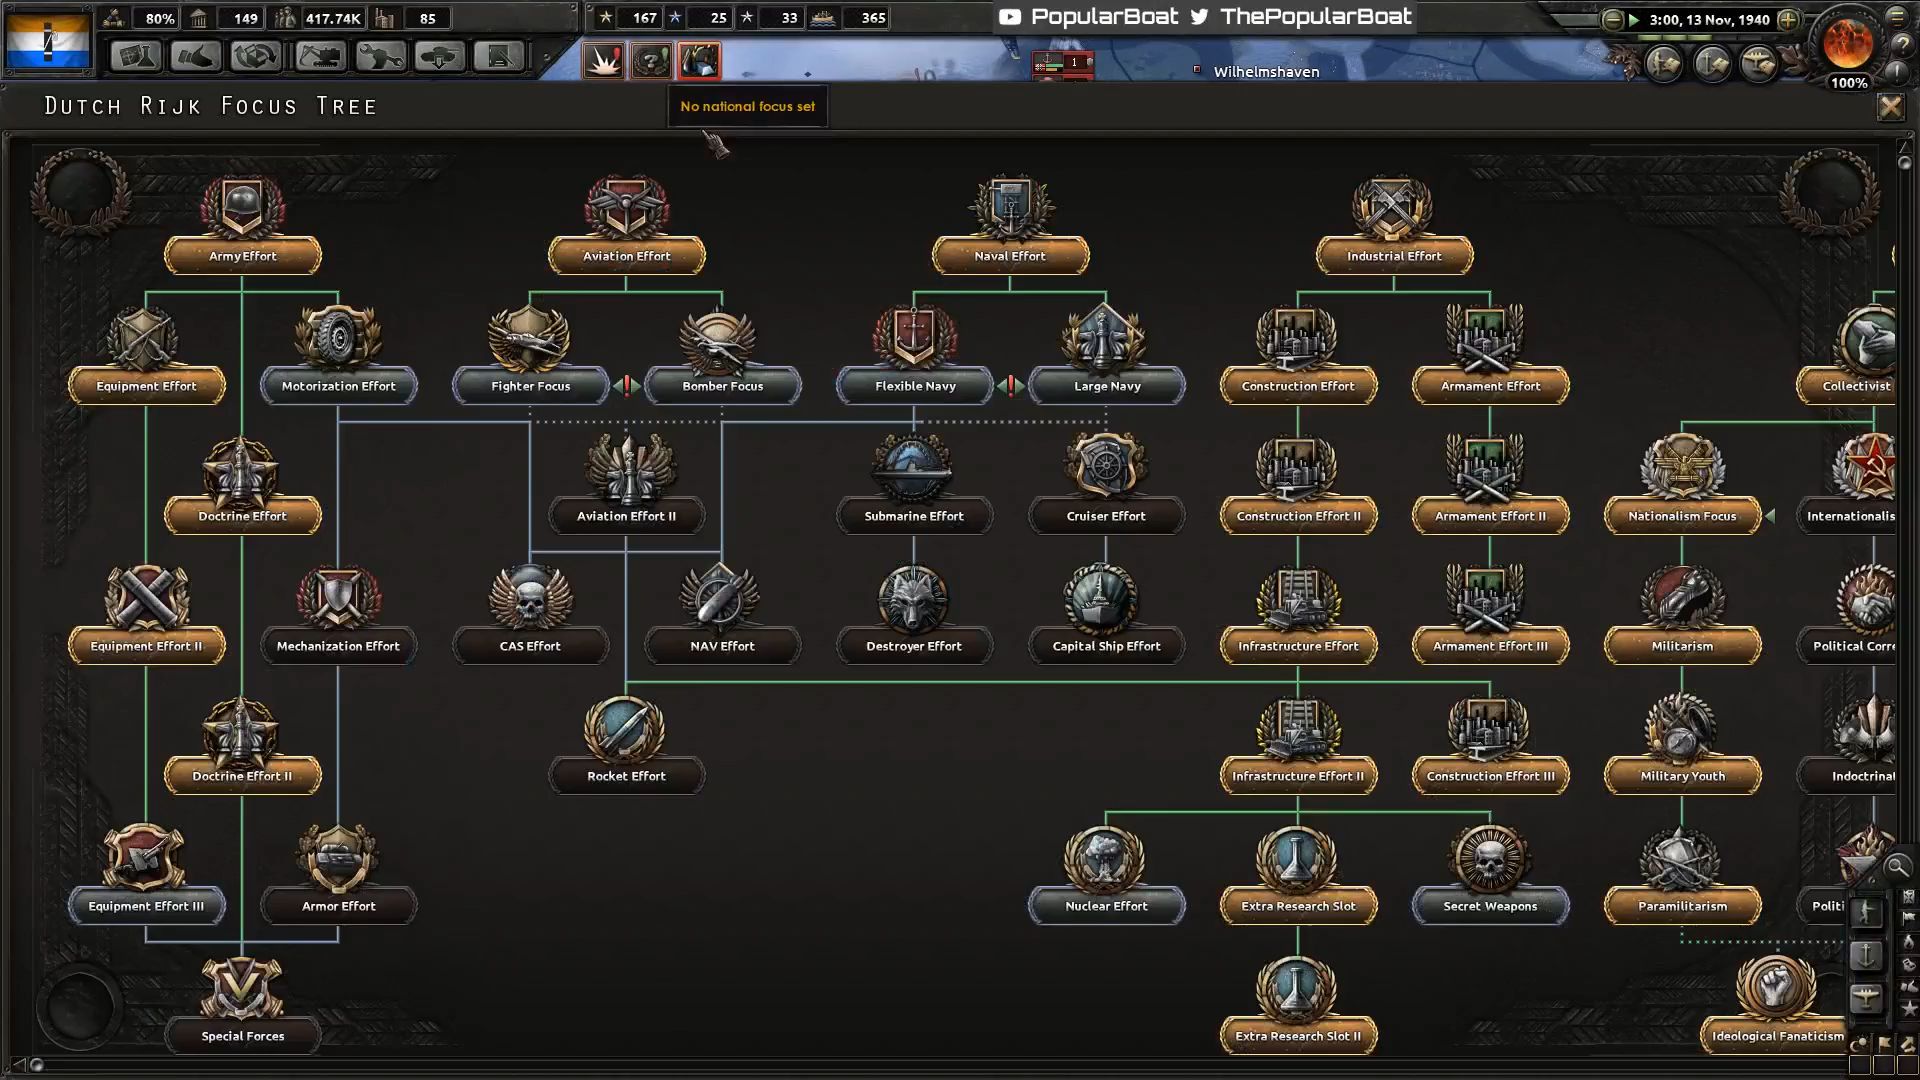 80% 149 417.74K 85 167 25 33 365 PopularBoat ThePopularBoat 3:00, 13 Nov, 1940
1
Wilhelmshaven
100%
Dutch Rijk Focus Tree
No national focus set
Army Effort Aviation Effort Naval Effort Industrial Effort
Equipment Effort Motorization Effort Fighter Focus Bomber Focus Flexible Navy Large Navy Construction Effort Armament Effort Collectivist
Doctrine Effort Aviation Effort II Submarine Effort Cruiser Effort Construction Effort II Armament Effort II Nationalism Focus Internationalis
Equipment Effort II Mechanization Effort CAS Effort NAV Effort Destroyer Effort Capital Ship Effort Infrastructure Effort Armament Effort III Militarism Political Corre
Doctrine Effort II Rocket Effort Infrastructure Effort II Construction Effort III Military Youth Indoctrinat
Equipment Effort III Armor Effort Nuclear Effort Extra Research Slot Secret Weapons Paramilitarism Politi
Special Forces Extra Research Slot II Ideological Fanaticism